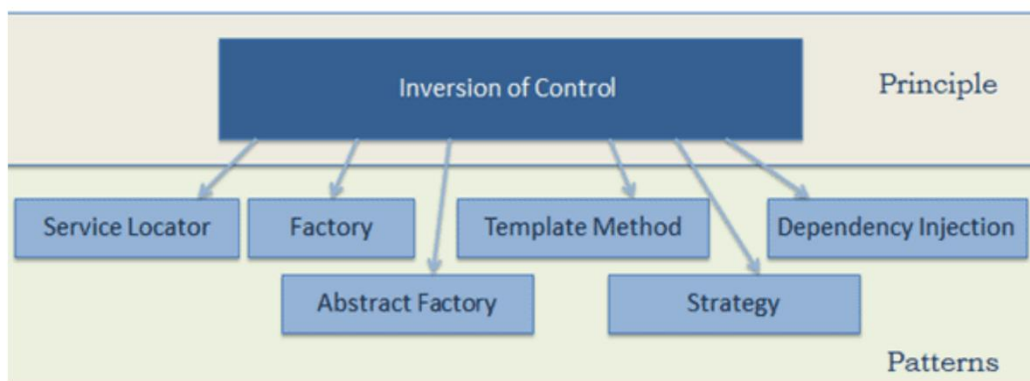 Inversion of Control
Principle
Service Locator
Factory
Template Method
Dependency Injection
Abstract Factory
Strategy
Patterns